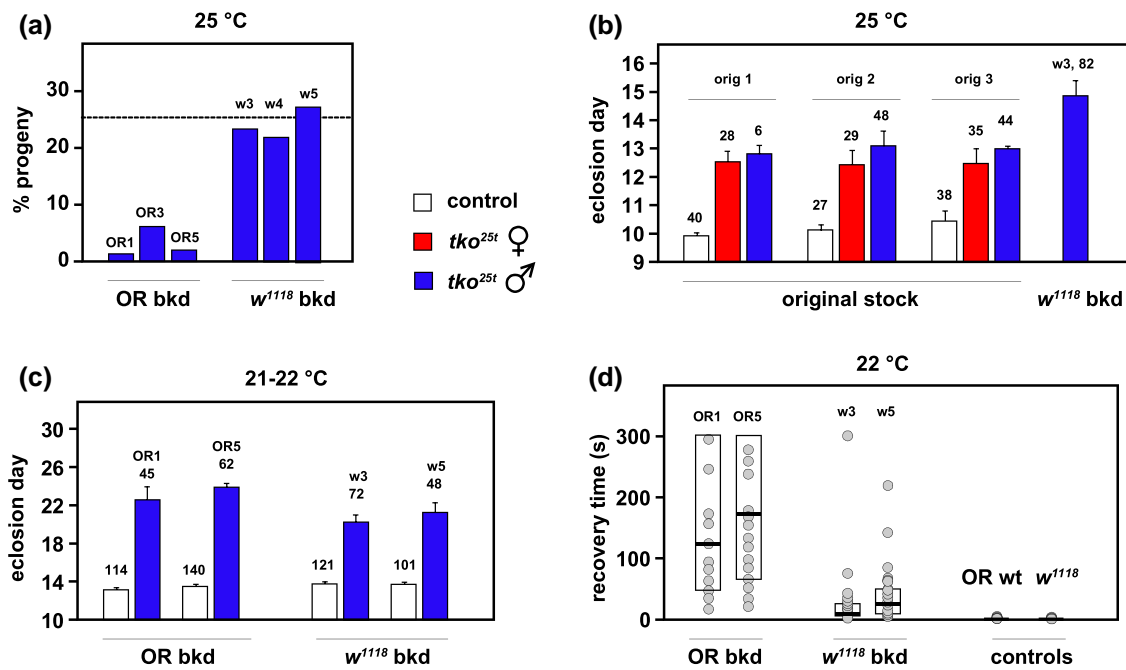 (a)
25 °C
% progeny
30
20
10
0
OR1
OR3
OR5
w3
w4
w5
OR bkd
w1118 bkd
control
tko25t ♀
tko25t ♂
(b)
25 °C
eclosion day
16
15
14
13
12
11
10
9
orig 1
orig 2
orig 3
w3, 82
40
28
6
27
29
48
38
35
44
original stock
w1118 bkd
(c)
21-22 °C
eclosion day
30
26
22
18
14
10
114
OR1
45
140
OR5
62
121
w3
72
101
w5
48
OR bkd
w1118 bkd
(d)
22 °C
recovery time (s)
300
200
100
0
OR1
OR5
w3
w5
OR wt w1118
OR bkd
w1118 bkd
controls